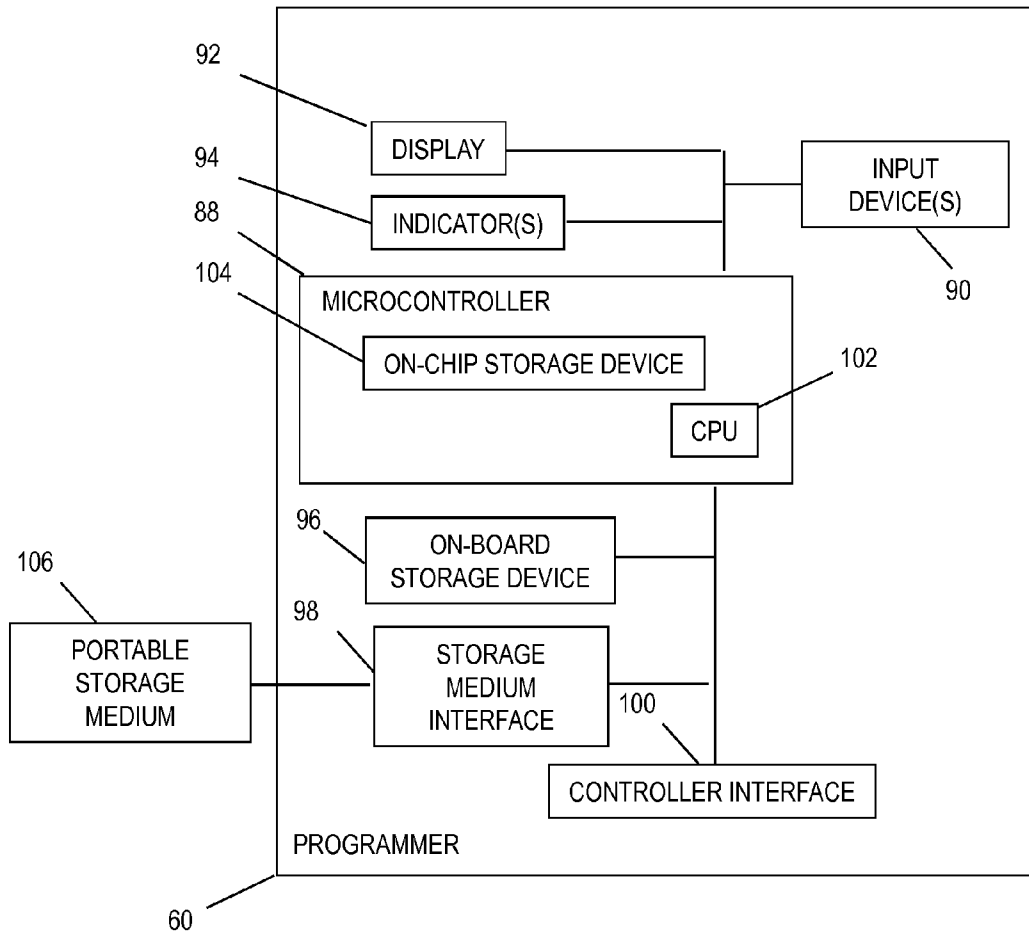 92
DISPLAY
94
INDICATOR(S)
INPUT
DEVICE(S)
90
88
104
MICROCONTROLLER
ON-CHIP STORAGE DEVICE
102
CPU
96
ON-BOARD
STORAGE DEVICE
106
PORTABLE
STORAGE
MEDIUM
98
STORAGE
MEDIUM
INTERFACE
100
CONTROLLER INTERFACE
PROGRAMMER
60